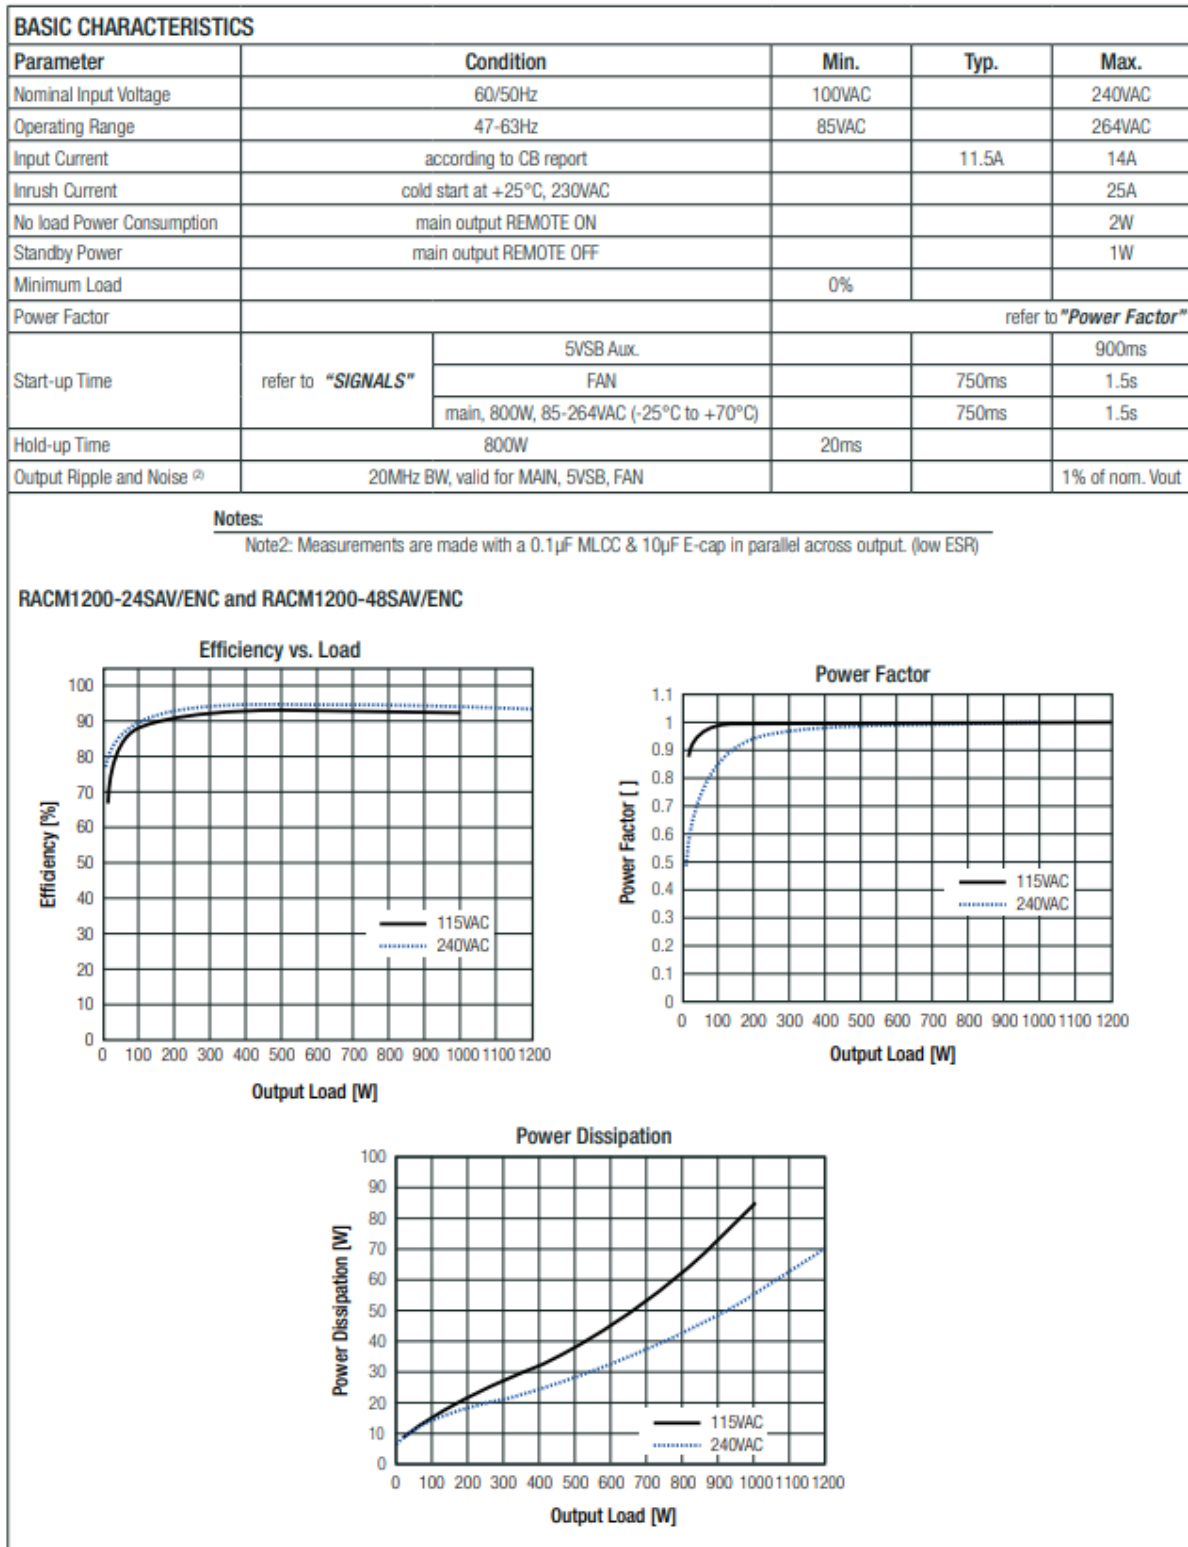 BASIC CHARACTERISTICS
Parameter Condition Min. Typ. Max.
Nominal Input Voltage 60/50Hz 100VAC 240VAC
Operating Range 47-63Hz 85VAC 264VAC
Input Current according to CB report 11.5A 14A
Inrush Current cold start at +25°C, 230VAC 25A
No load Power Consumption main output REMOTE ON 2W
Standby Power main output REMOTE OFF 1W
Minimum Load 0%
Power Factor refer to "Power Factor"
5VSB Aux. 900ms
Start-up Time refer to "SIGNALS" FAN 750ms 1.5s
main, 800W, 85-264VAC (-25°C to +70°C) 750ms 1.5s
Hold-up Time 800W 20ms
Output Ripple and Noise (2) 20MHz BW, valid for MAIN, 5VSB, FAN 1% of nom. Vout
Notes:
Note2: Measurements are made with a 0.1µF MLCC & 10µF E-cap in parallel across output. (low ESR)
RACM1200-24SAV/ENC and RACM1200-48SAV/ENC
Efficiency vs. Load
100
90
80
70
60
50
40
30
20
10
0
Efficiency [%]
115VAC
240VAC
0 100 200 300 400 500 600 700 800 900 1000 1100 1200
Output Load [W]
Power Factor
1.1
1
0.9
0.8
0.7
0.6
0.5
0.4
0.3
0.2
0.1
0
Power Factor [ ]
115VAC
240VAC
0 100 200 300 400 500 600 700 800 900 1000 1100 1200
Output Load [W]
Power Dissipation
100
90
80
70
60
50
40
30
20
10
0
Power Dissipation [W]
115VAC
240VAC
0 100 200 300 400 500 600 700 800 900 1000 1100 1200
Output Load [W]